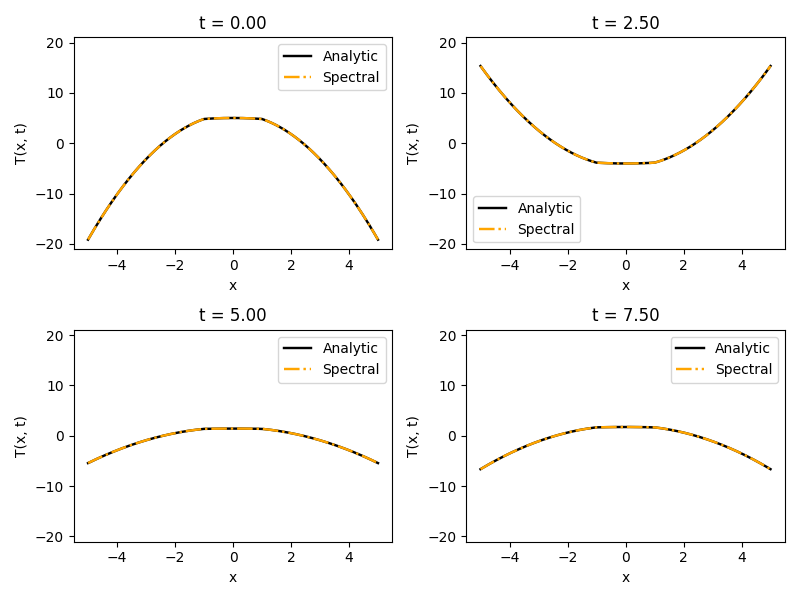 t = 0.00
T(x, t)
20
10
0
−10
−20
Analytic
Spectral
−4 −2 0 2 4
x
t = 2.50
T(x, t)
20
10
0
−10
−20
Analytic
Spectral
−4 −2 0 2 4
x
t = 5.00
T(x, t)
20
10
0
−10
−20
Analytic
Spectral
−4 −2 0 2 4
x
t = 7.50
T(x, t)
20
10
0
−10
−20
Analytic
Spectral
−4 −2 0 2 4
x